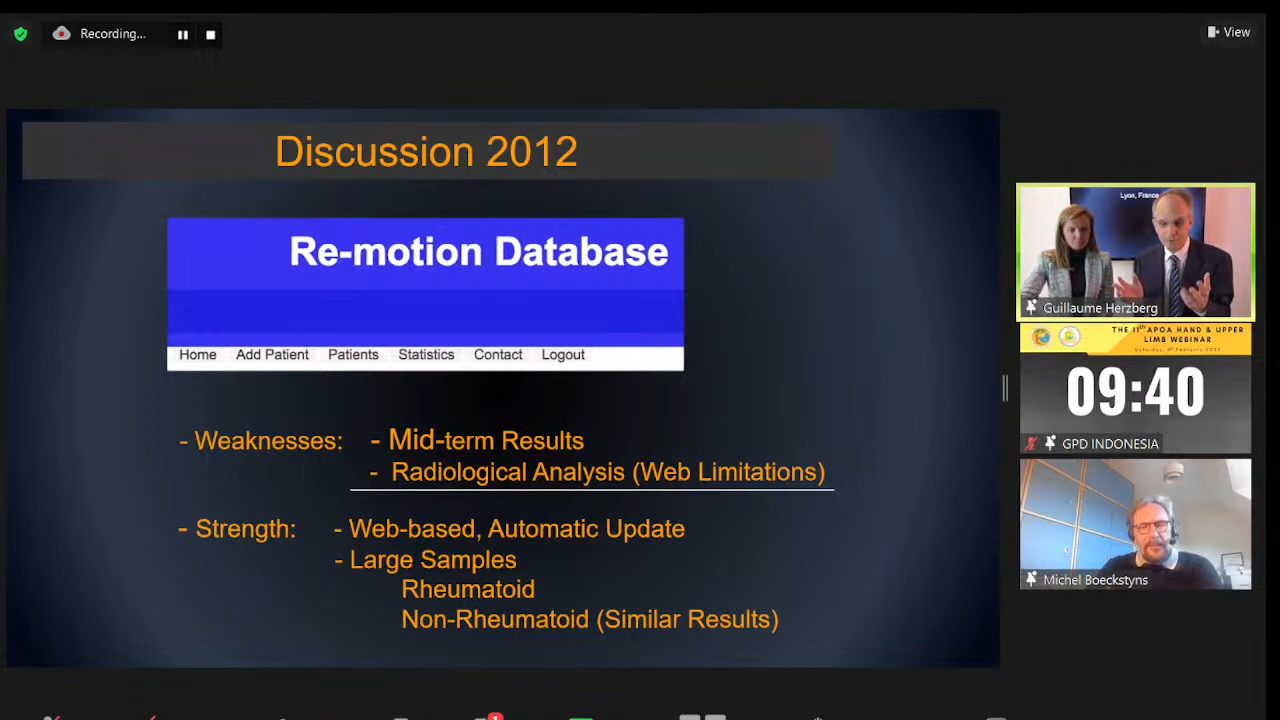 Recording...
View
Discussion 2012
Re-motion Database
Home Add Patient Patients Statistics Contact Logout
- Weaknesses: - Mid-term Results
- Radiological Analysis (Web Limitations)
- Strength: - Web-based, Automatic Update
- Large Samples
Rheumatoid
Non-Rheumatoid (Similar Results)
Lyon, France
Guillaume Herzberg
THE 11th APOA HAND & UPPER
LIMB WEBINAR
09:40
GPD INDONESIA
Michel Boeckstyns
1